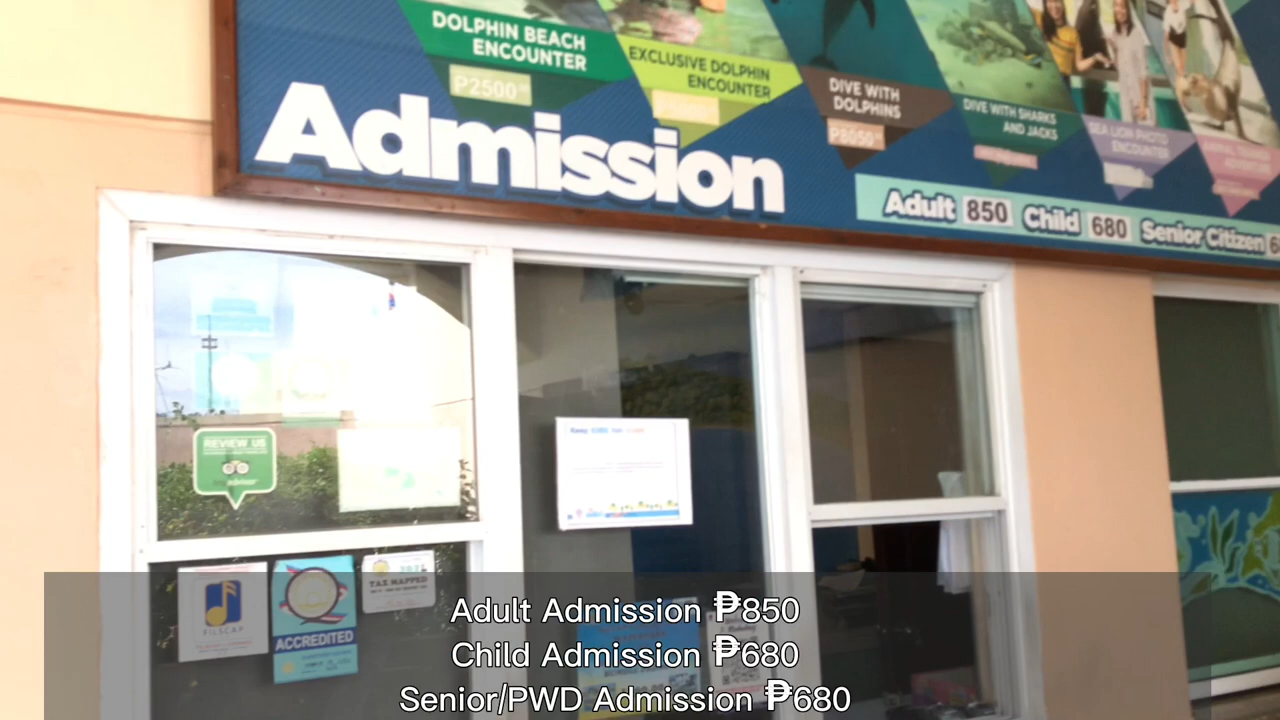 DOLPHIN BEACH
ENCOUNTER
P2500
EXCLUSIVE DOLPHIN
ENCOUNTER
DIVE WITH
DOLPHINS
P8050
DIVE WITH SHARKS
AND JACKS
SEA LION PHOTO
ENCOUNTER
Admission
Adult 850 Child 680 Senior Citizen
REVIEW US
FILSCAP
ACCREDITED
2021
TAX MAPPED
Adult Admission ₱850
Child Admission ₱680
Senior/PWD Admission ₱680